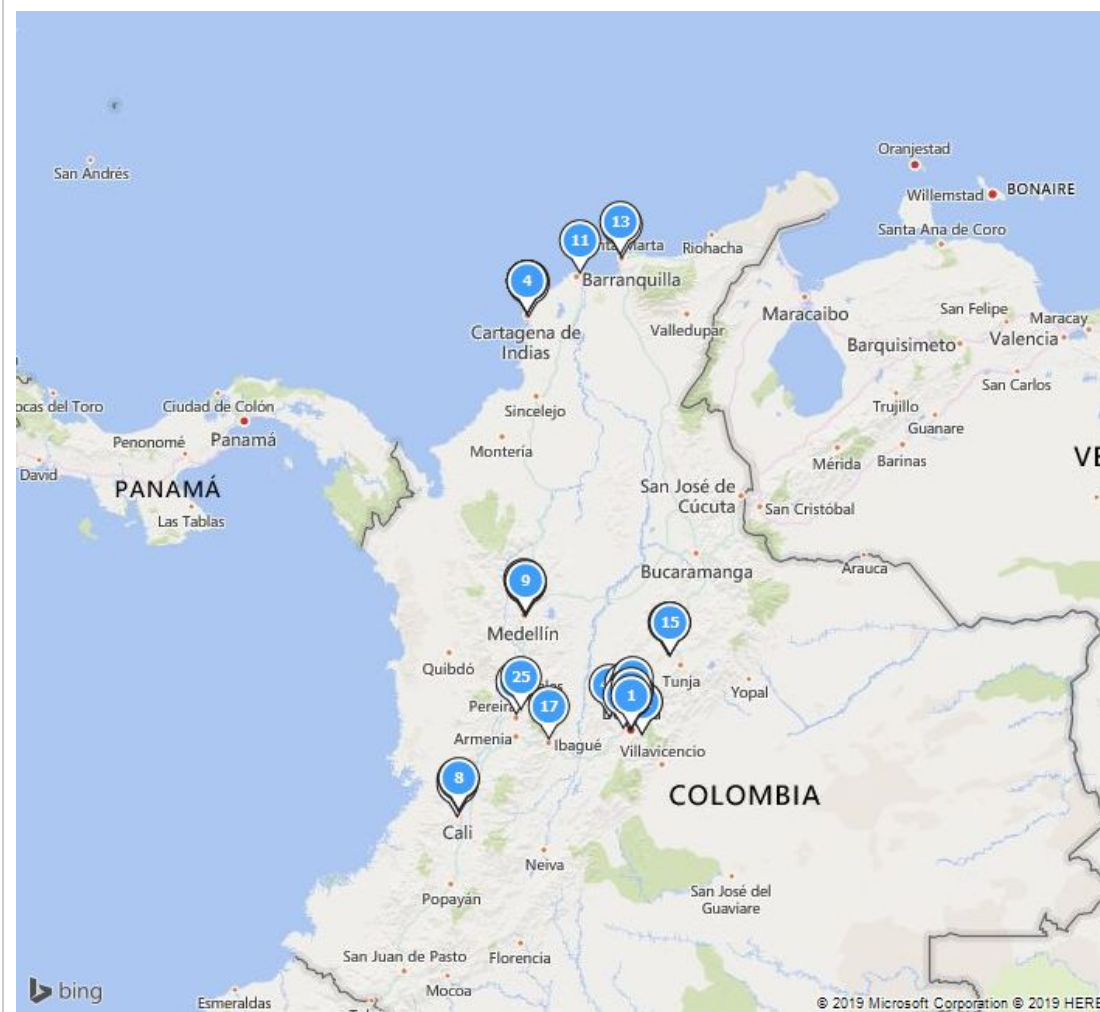 Oranjestad
San Andrés
Willemstad
BONAIRE
13
Santa Ana de Coro
11
Riohacha
4
Barranquilla
San Felipe
Maracaibo
Maracay
Cartagena de
Indias
Valledupar
Barquisimeto
Valencia
San Carlos
Sincelejo
Trujillo
Ciudad de Colón
Guanare
Penonomé
Panamá
Montería
Mérida
Barinas
David
PANAMÁ
San José de
Cúcuta
San Cristóbal
Las Tablas
Bucaramanga
Arauca
9
15
Medellín
Quibdó
25
Tunja
1
Yopal
Pereira
17
Armenia
Ibagué
Villavicencio
8
COLOMBIA
Cali
Neiva
Popayán
San José del
Guaviare
San Juan de Pasto
Florencia
Mocoa
bing
Esmeraldas
© 2019 Microsoft Corporation © 2019 HERE